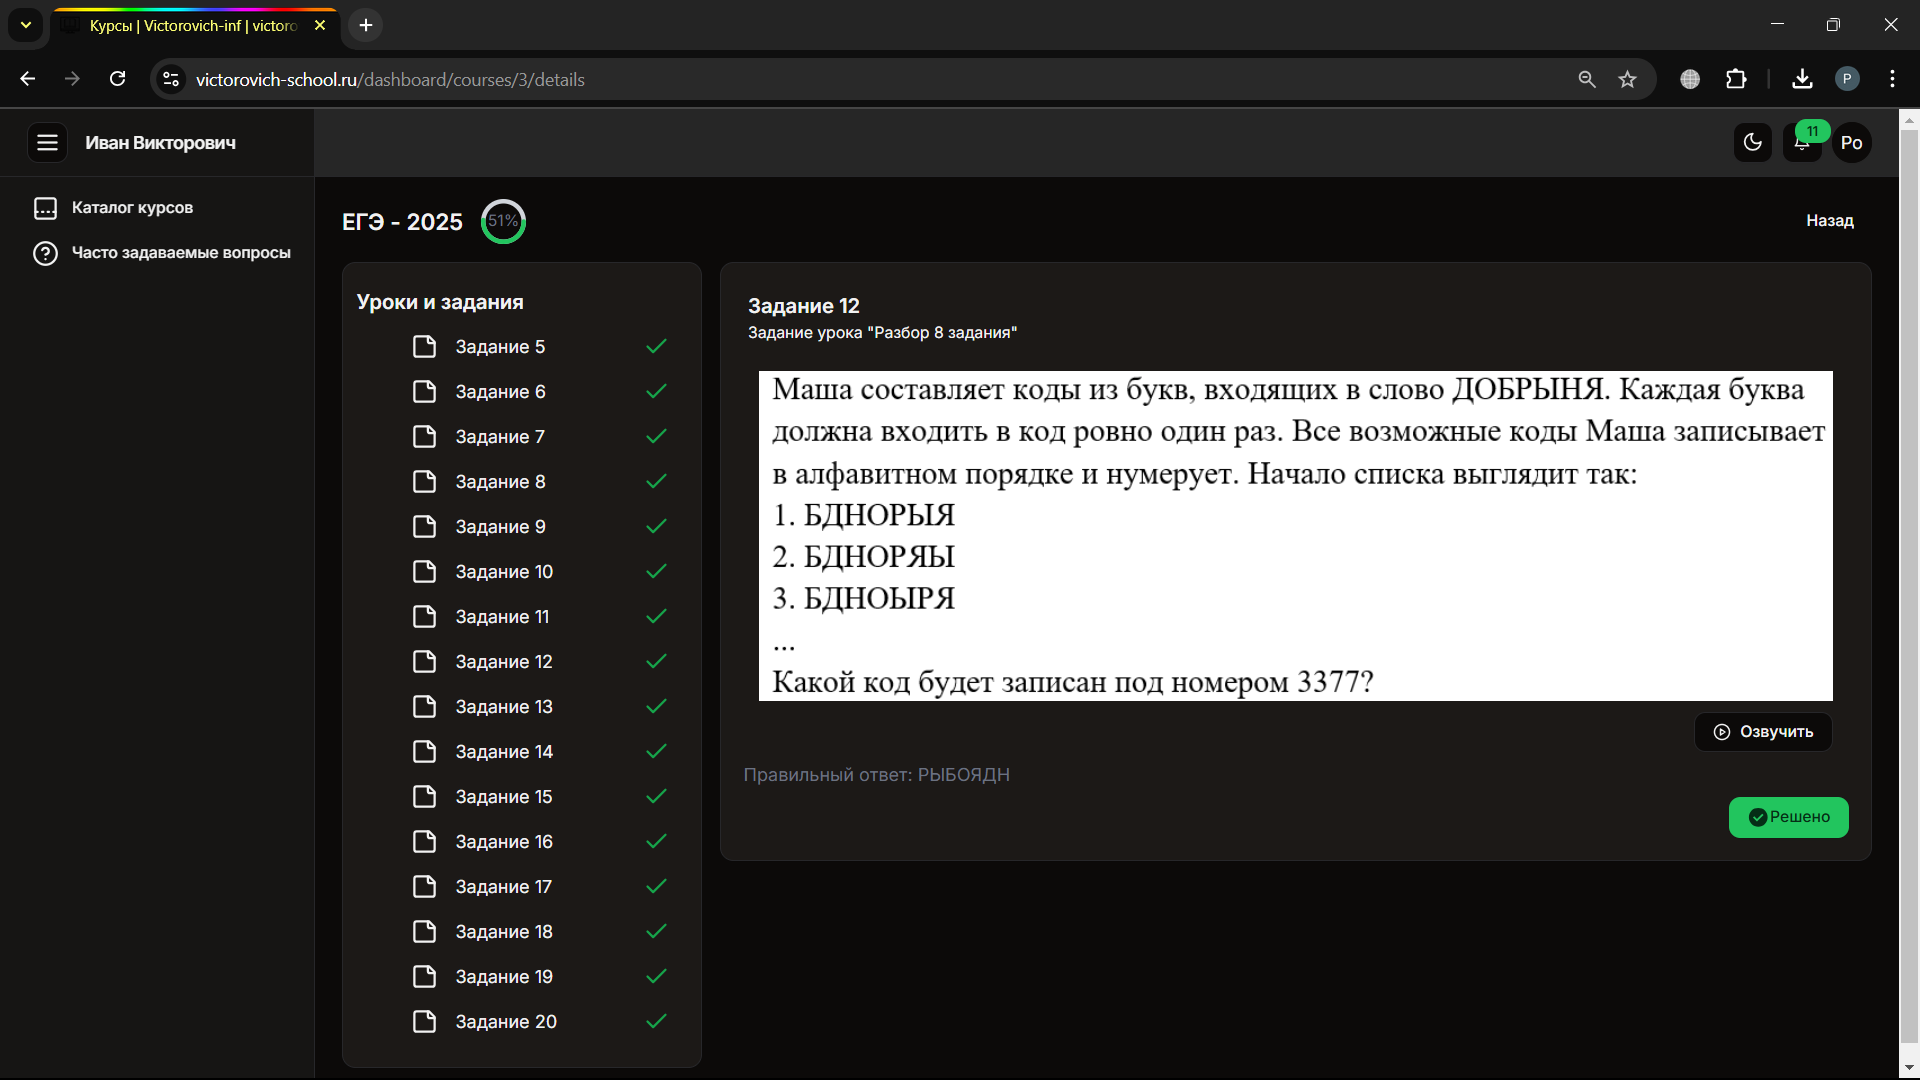 Курсы | Victorovich-inf | victoro
victorovich-school.ru/dashboard/courses/3/details
P
Иван Викторович
11
Po
Каталог курсов
Часто задаваемые вопросы
ЕГЭ - 2025
51%
Назад
Уроки и задания
Задание 5
Задание 6
Задание 7
Задание 8
Задание 9
Задание 10
Задание 11
Задание 12
Задание 13
Задание 14
Задание 15
Задание 16
Задание 17
Задание 18
Задание 19
Задание 20
Задание 12
Задание урока "Разбор 8 задания"
Маша составляет коды из букв, входящих в слово ДОБРЫНЯ. Каждая буква
должна входить в код ровно один раз. Все возможные коды Маша записывает
в алфавитном порядке и нумерует. Начало списка выглядит так:
1. БДНОРЫЯ
2. БДНОРЯЫ
3. БДНОЫРЯ
...
Какой код будет записан под номером 3377?
Озвучить
Правильный ответ: РЫБОЯДН
Решено